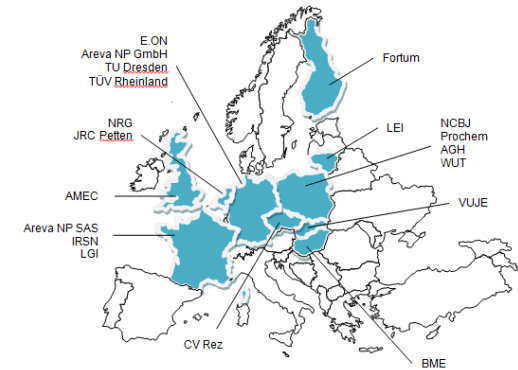 E.ON
Areva NP GmbH
TU Dresden
TÜV Rheinland
Fortum
NRG
JRC Petten
LEI
NCBJ
Prochem
AGH
WUT
AMEC
VUJE
Areva NP SAS
IRSN
LGI
CV Rez
BME